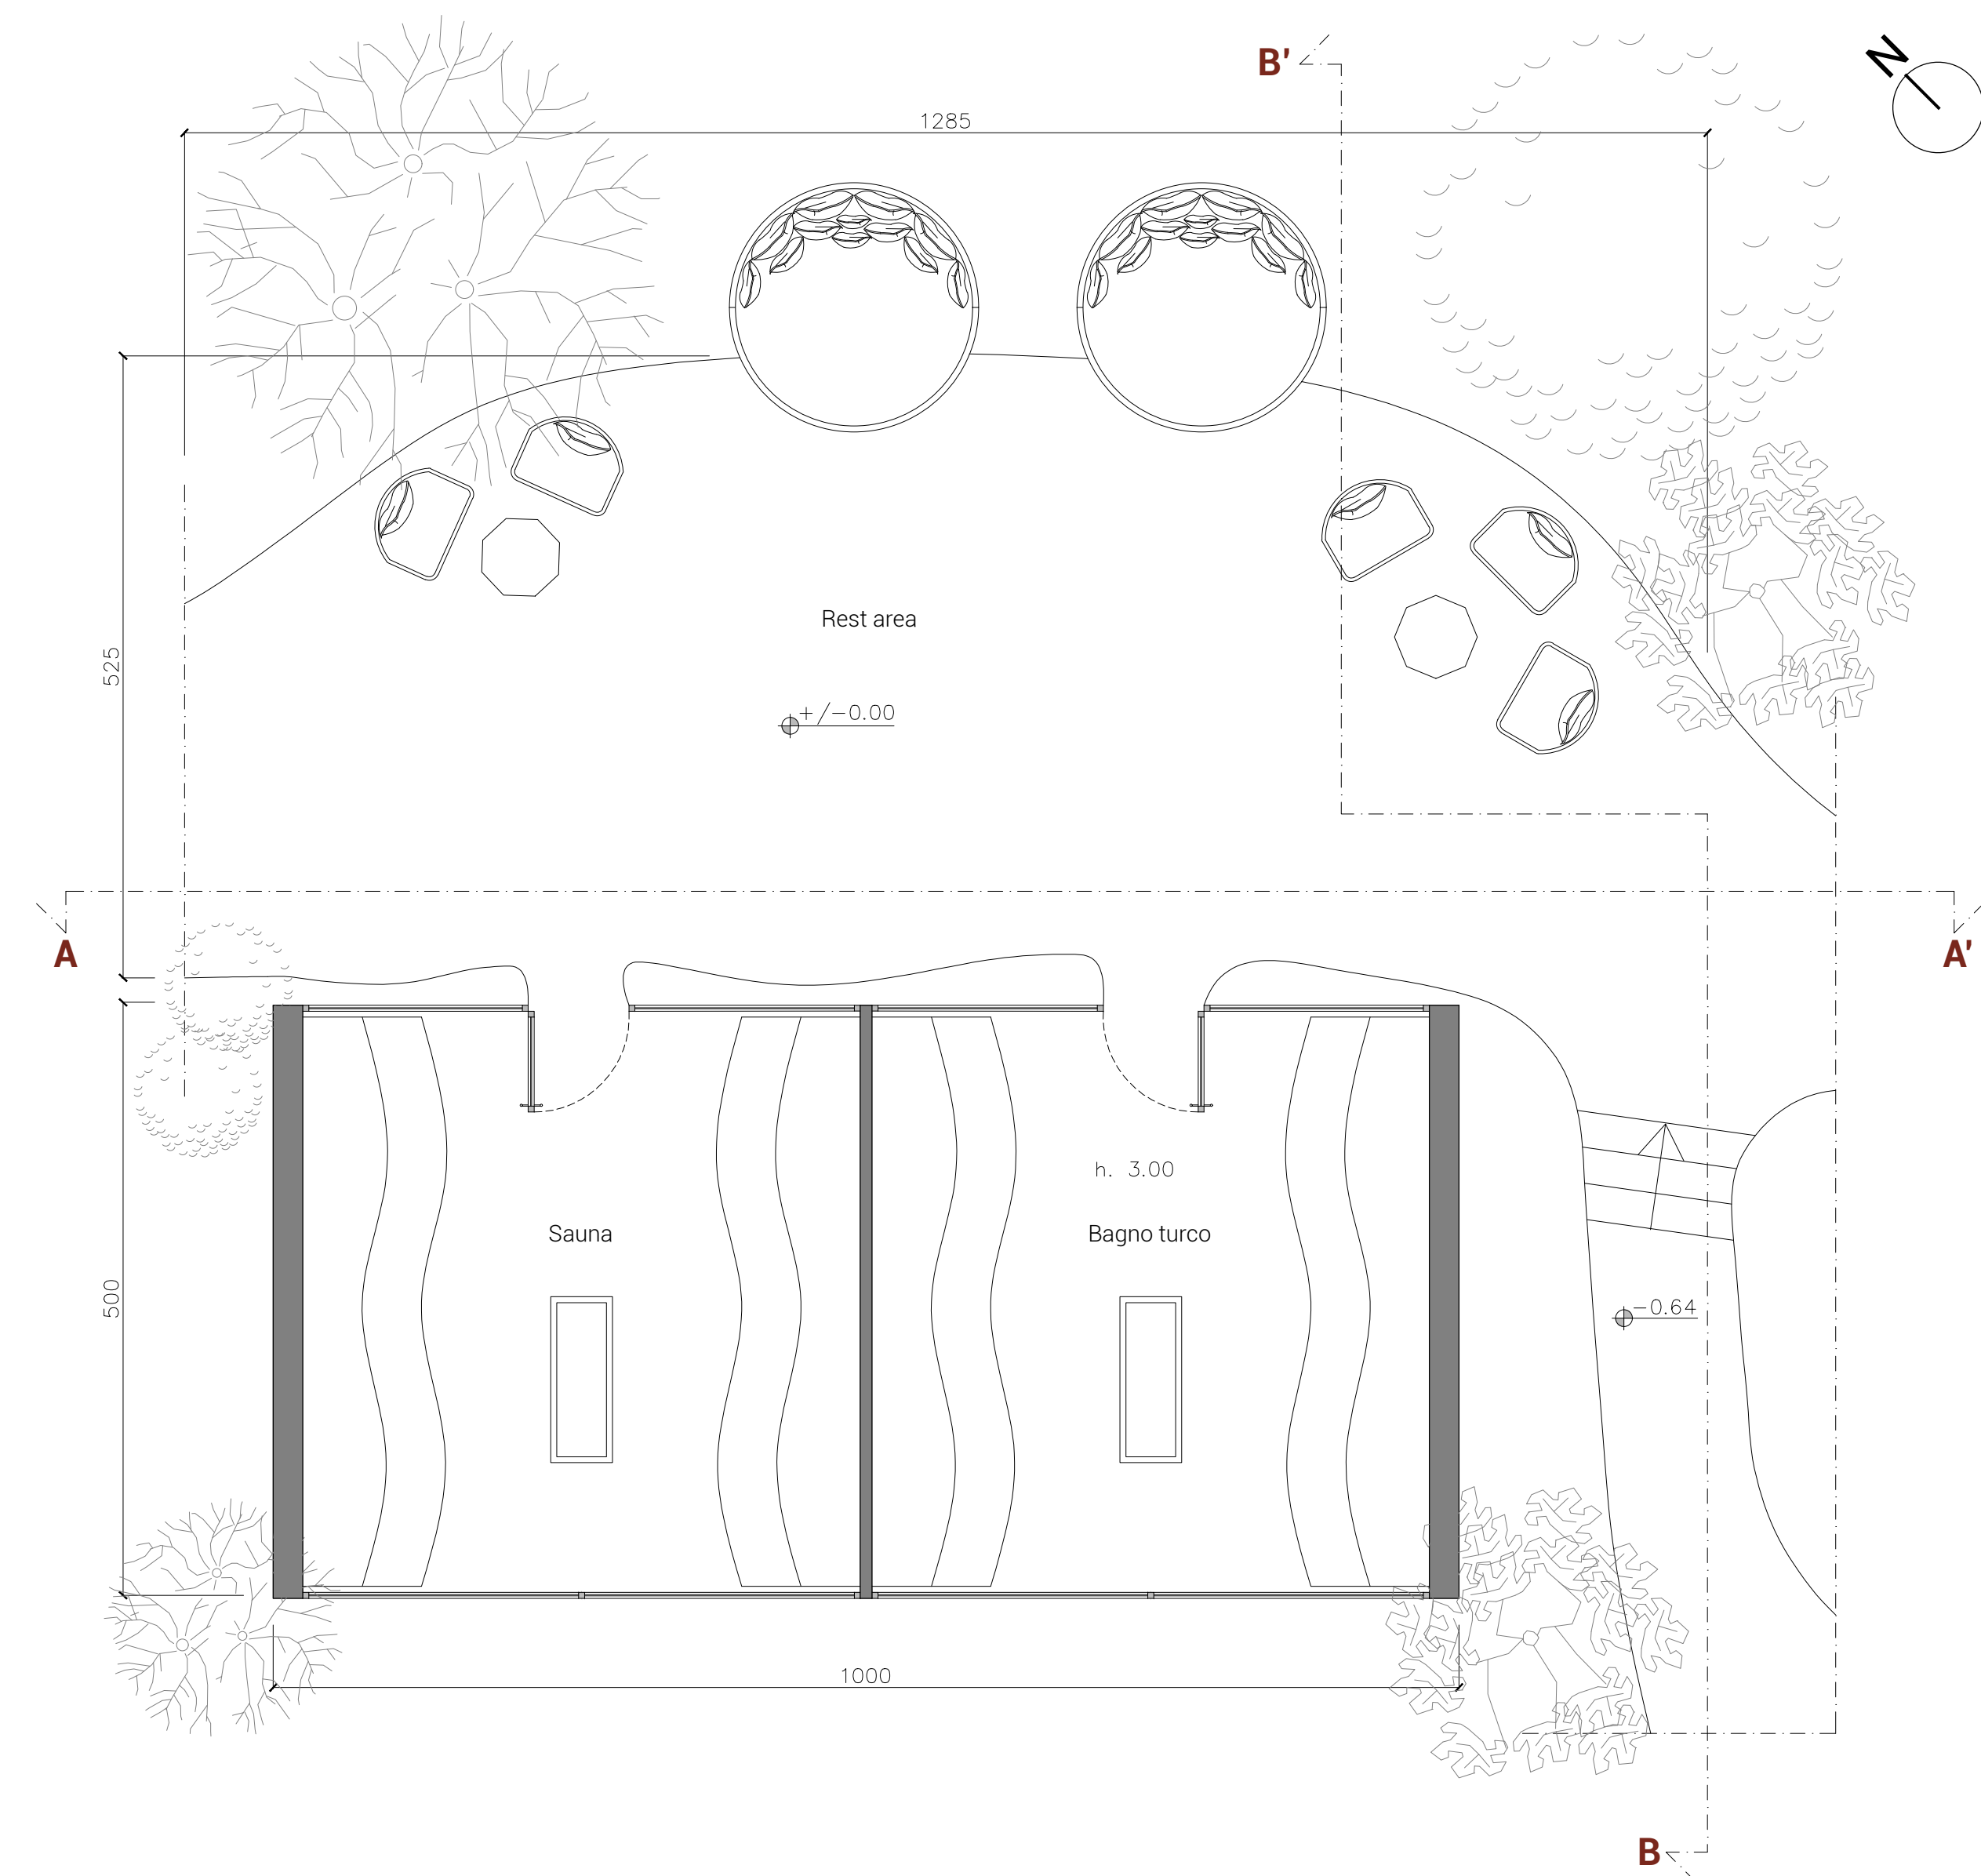 B'
N
1285
525
Rest area
+/-0.00
A
A'
h. 3.00
Sauna
Bagno turco
500
-0.64
1000
B